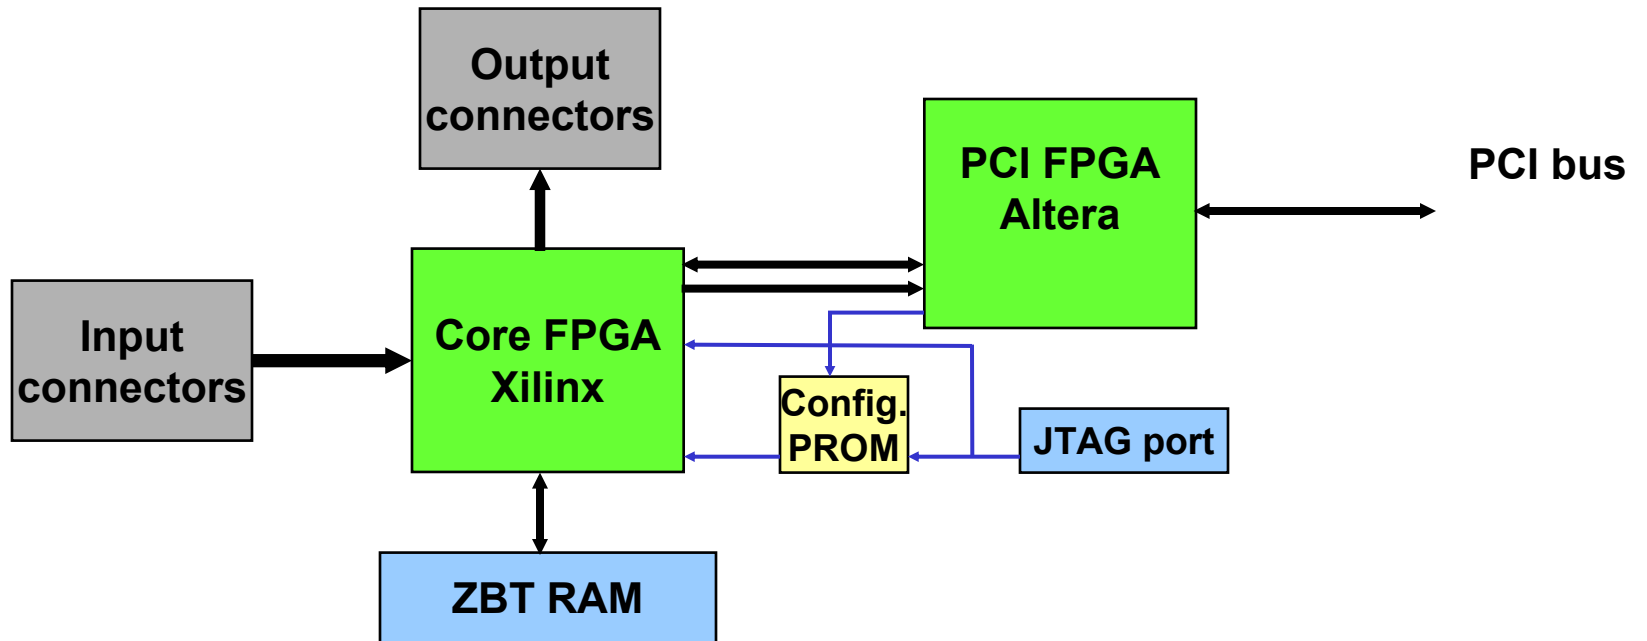 Output
connectors
PCI FPGA
Altera
PCI bus
Input
connectors
Core FPGA
Xilinx
Config.
PROM
JTAG port
ZBT RAM